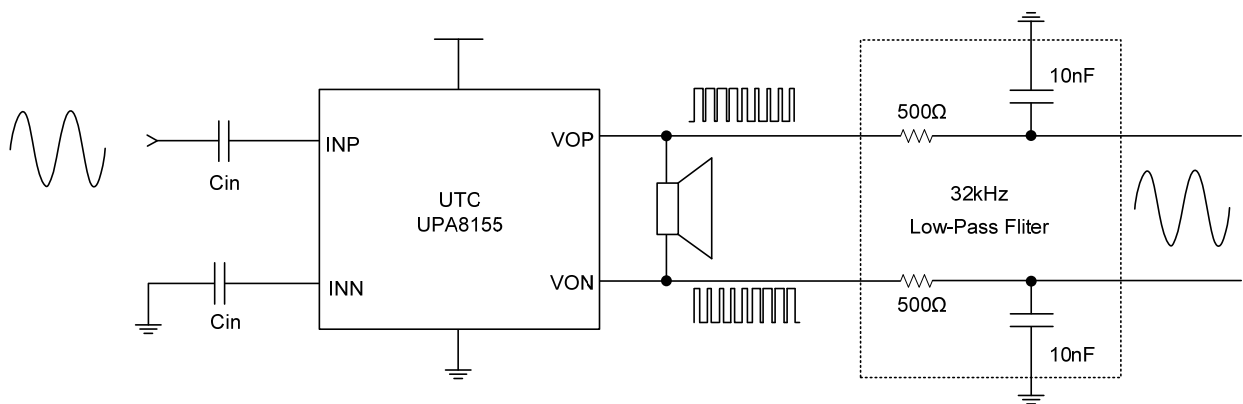 10nF
500Ω
INP
VOP
Cin
UTC
UPA8155
32kHz
Low-Pass Fliter
INN
VON
Cin
500Ω
10nF